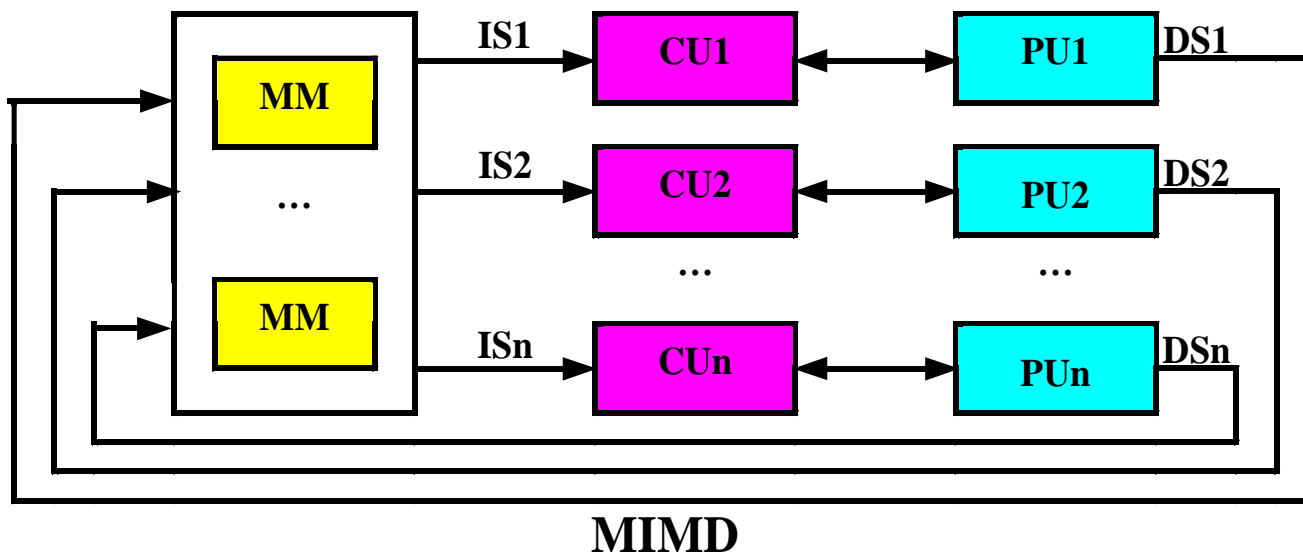 IS1 CU1 PU1 DS1
MM
IS2 CU2 PU2 DS2
...
... ...
MM
ISn CUn PUn DSn
MIMD